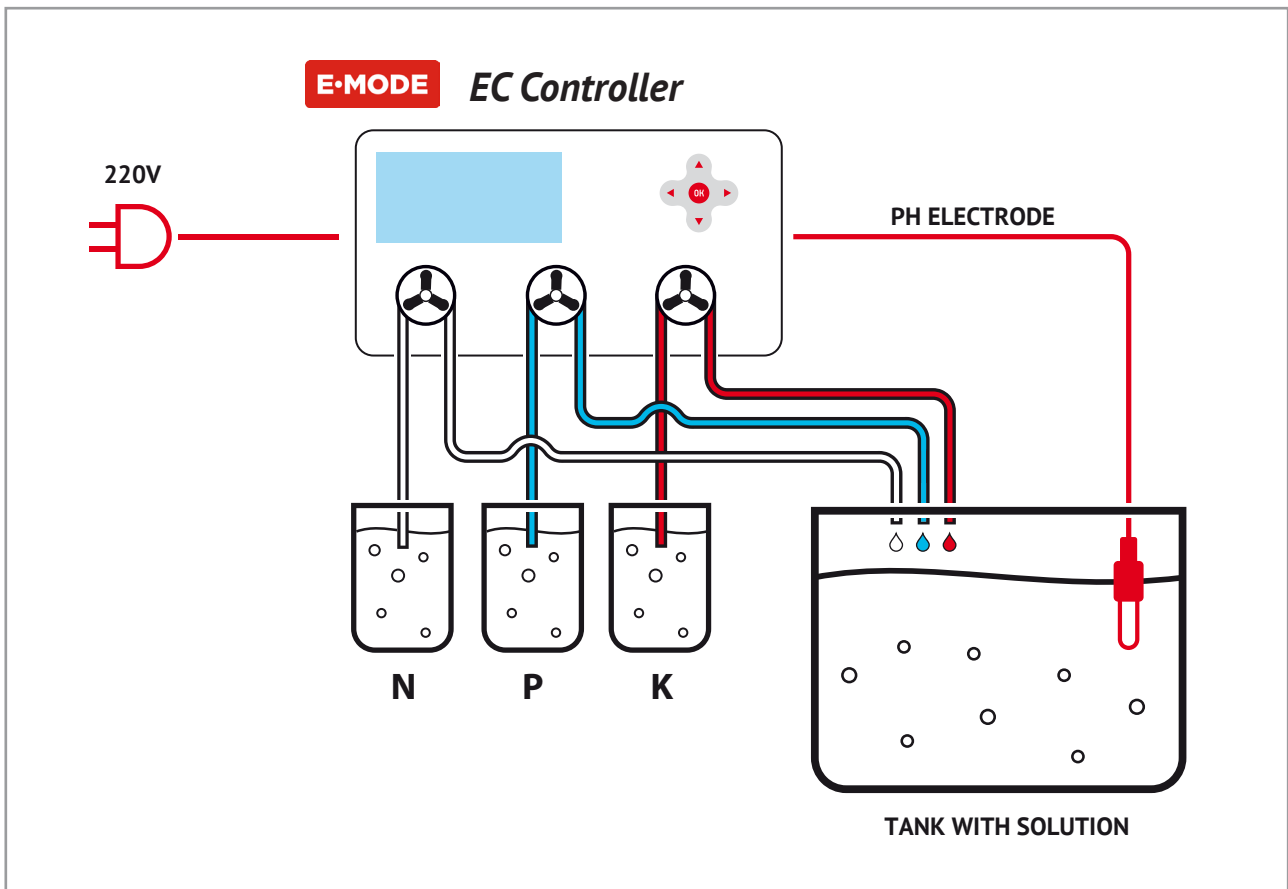 E•MODE EC Controller
220V
OK
PH ELECTRODE
N P K
TANK WITH SOLUTION